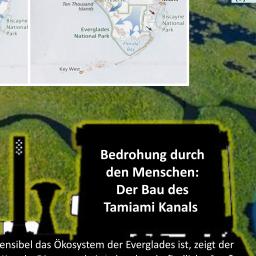 Ten Thousand
Islands
Biscayne
National
Park
Everglades
National Park
Florida
Bay
Biscayne
National
Park
Key West
Bedrohung durch
den Menschen:
Der Bau des
Tamiami Kanals
ensibel das Ökosystem der Everglades ist, zeigt der